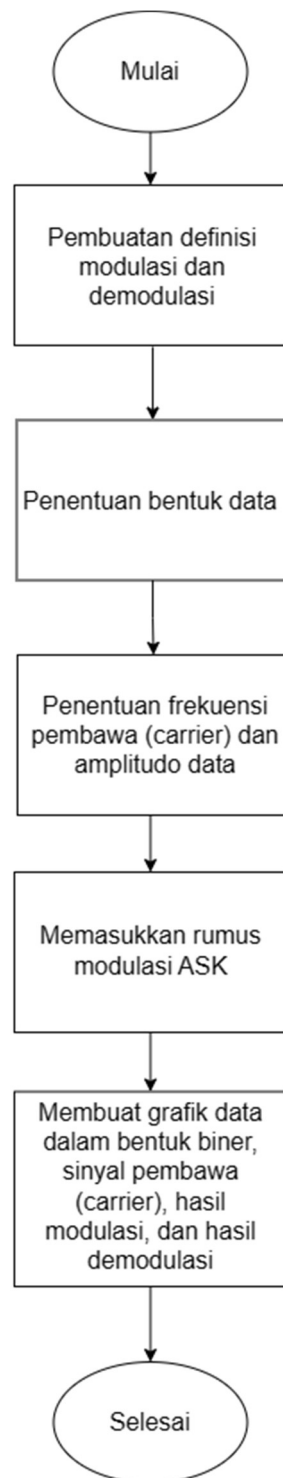 Mulai
Pembuatan definisi
modulasi dan
demodulasi
Penentuan bentuk data
Penentuan frekuensi
pembawa (carrier) dan
amplitudo data
Memasukkan rumus
modulasi ASK
Membuat grafik data
dalam bentuk biner,
sinyal pembawa
(carrier), hasil
modulasi, dan hasil
demodulasi
Selesai